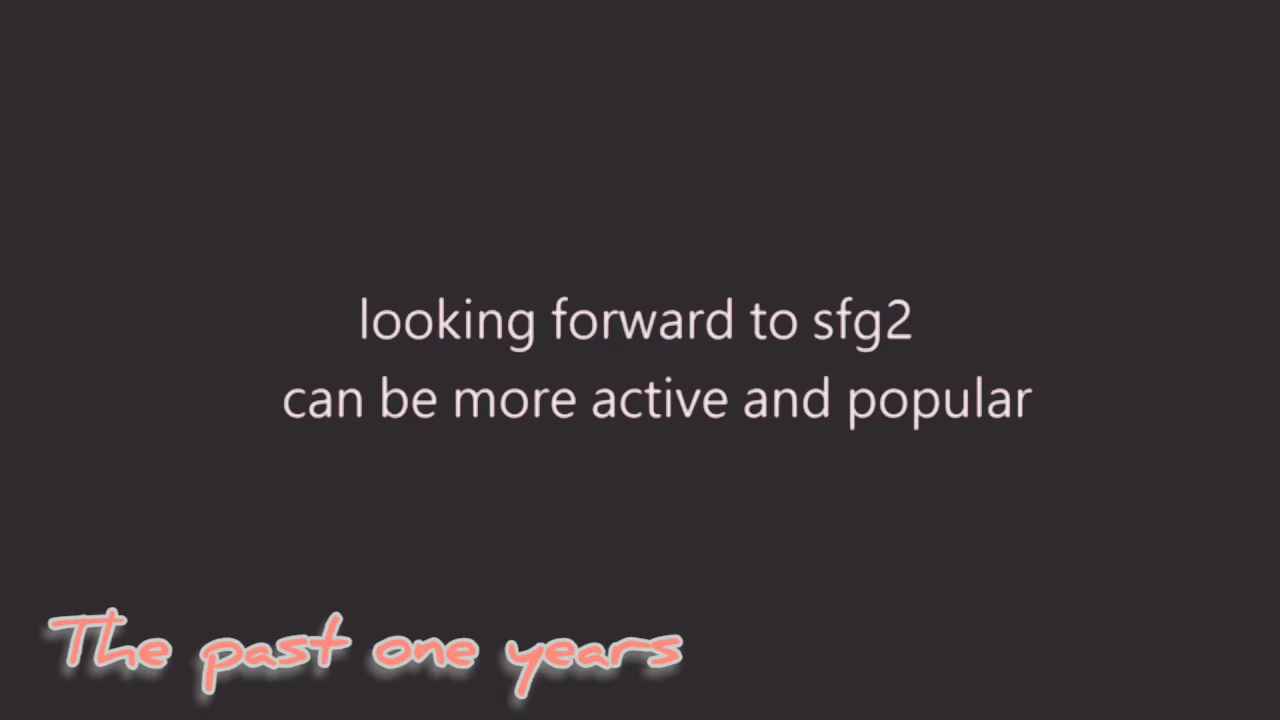 looking forward to sfg2
can be more active and popular
The past one years